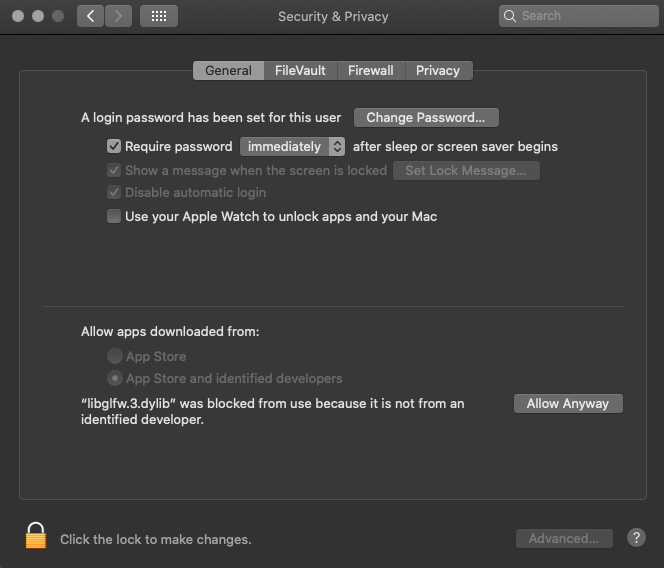 Security & Privacy
Search
General FileVault Firewall Privacy
A login password has been set for this user Change Password...
Require password immediately after sleep or screen saver begins
Show a message when the screen is locked Set Lock Message...
Disable automatic login
Use your Apple Watch to unlock apps and your Mac
Allow apps downloaded from:
App Store
App Store and identified developers
“libglfw.3.dylib” was blocked from use because it is not from an
identified developer.
Allow Anyway
Click the lock to make changes.
Advanced...
?